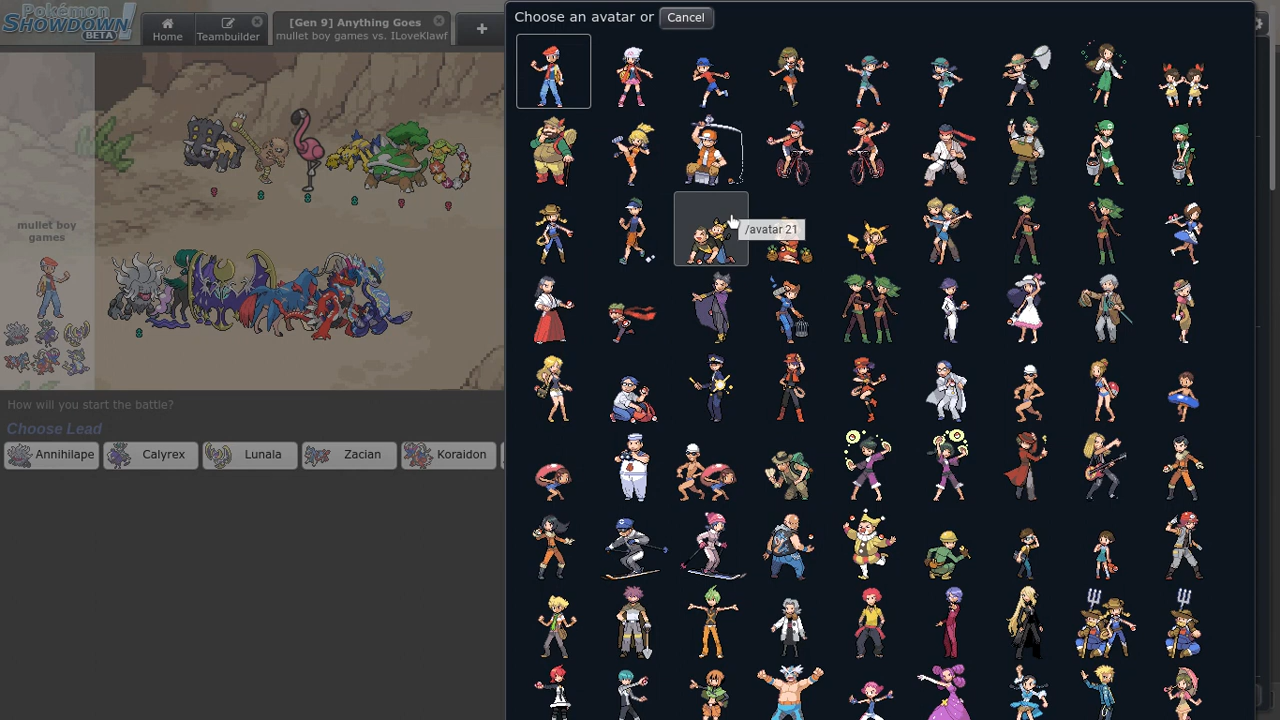 Pokémon
SHOWDOWN!
BETA
Home
Teambuilder
[Gen 9] Anything Goes
mullet boy games vs. ILoveKlawf
+
Choose an avatar or Cancel
/avatar 21
mullet boy
games
How will you start the battle?
Choose Lead
Annihilape
Calyrex
Lunala
Zacian
Koraidon